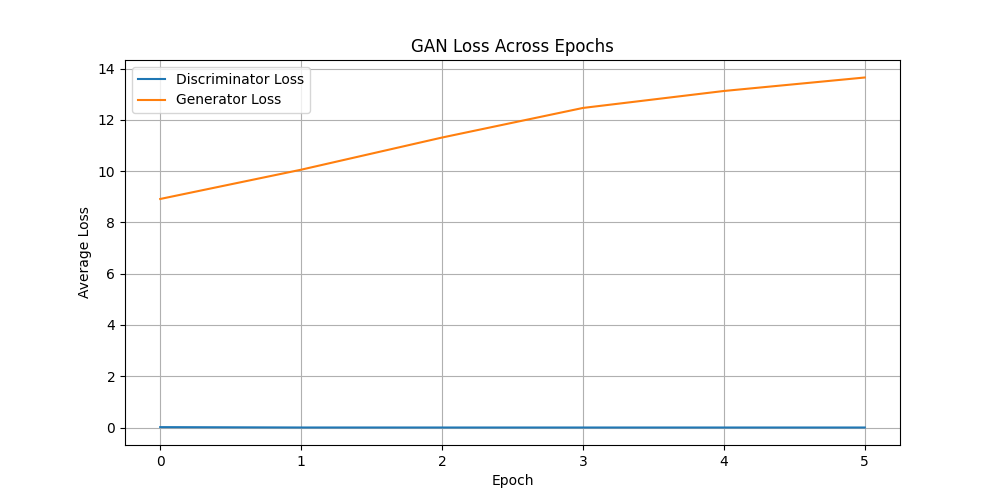 GAN Loss Across Epochs
Discriminator Loss
Generator Loss
14
12
10
8
6
4
2
0
Average Loss
0 1 2 3 4 5
Epoch